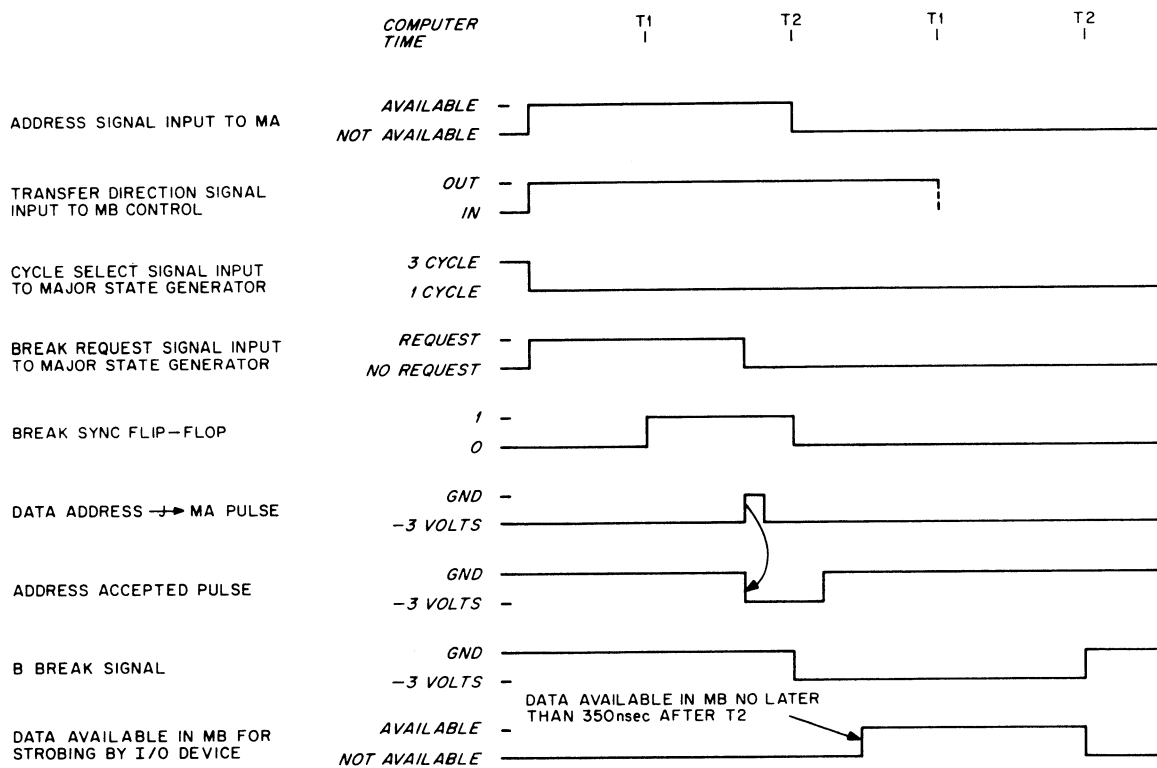 COMPUTER
TIME
T1
T2
T1
T2
ADDRESS SIGNAL INPUT TO MA
AVAILABLE
NOT AVAILABLE
TRANSFER DIRECTION SIGNAL
INPUT TO MB CONTROL
OUT
IN
CYCLE SELECT SIGNAL INPUT
TO MAJOR STATE GENERATOR
3 CYCLE
1 CYCLE
BREAK REQUEST SIGNAL INPUT
TO MAJOR STATE GENERATOR
REQUEST
NO REQUEST
BREAK SYNC FLIP-FLOP
1
0
DATA ADDRESS -J→ MA PULSE
GND
-3 VOLTS
ADDRESS ACCEPTED PULSE
GND
-3 VOLTS
B BREAK SIGNAL
GND
-3 VOLTS
DATA AVAILABLE IN MB NO LATER
THAN 350nsec AFTER T2
DATA AVAILABLE IN MB FOR
STROBING BY I/O DEVICE
AVAILABLE
NOT AVAILABLE